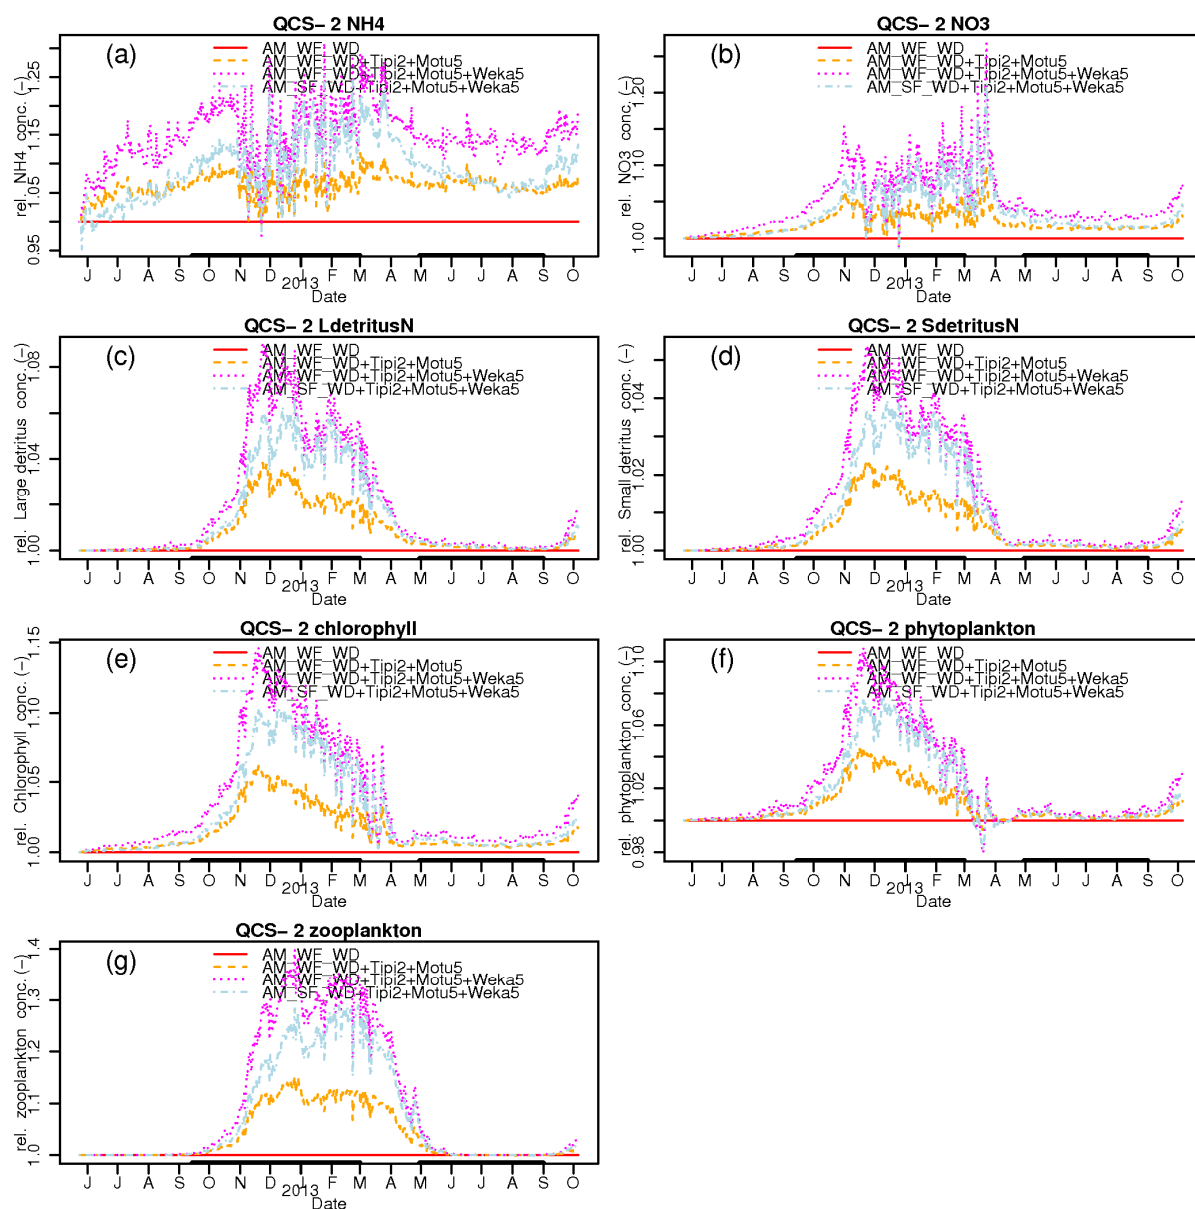 QCS− 2 NH4
(a)
AM_WF_WD
AM_WF_WD+Tipi2+Motu5
AM_WF_WD+Tipi2+Motu5+Weka5
AM_SF_WD+Tipi2+Motu5+Weka5
rel. NH4 conc. (−)
0.95 1.05 1.15 1.25
J J A S O N D J F M A M J J A S O
2013
Date
QCS− 2 NO3
(b)
AM_WF_WD
AM_WF_WD+Tipi2+Motu5
AM_WF_WD+Tipi2+Motu5+Weka5
AM_SF_WD+Tipi2+Motu5+Weka5
rel. NO3 conc. (−)
1.00 1.10 1.20
J J A S O N D J F M A M J J A S O
2013
Date
QCS− 2 LdetritusN
(c)
AM_WF_WD
AM_WF_WD+Tipi2+Motu5
AM_WF_WD+Tipi2+Motu5+Weka5
AM_SF_WD+Tipi2+Motu5+Weka5
rel. Large detritus conc. (−)
1.00 1.04 1.08
J J A S O N D J F M A M J J A S O
2013
Date
QCS− 2 SdetritusN
(d)
AM_WF_WD
AM_WF_WD+Tipi2+Motu5
AM_WF_WD+Tipi2+Motu5+Weka5
AM_SF_WD+Tipi2+Motu5+Weka5
rel. Small detritus conc. (−)
1.00 1.02 1.04
J J A S O N D J F M A M J J A S O
2013
Date
QCS− 2 chlorophyll
(e)
AM_WF_WD
AM_WF_WD+Tipi2+Motu5
AM_WF_WD+Tipi2+Motu5+Weka5
AM_SF_WD+Tipi2+Motu5+Weka5
rel. Chlorophyll conc. (−)
1.00 1.05 1.10 1.15
J J A S O N D J F M A M J J A S O
2013
Date
QCS− 2 phytoplankton
(f)
AM_WF_WD
AM_WF_WD+Tipi2+Motu5
AM_WF_WD+Tipi2+Motu5+Weka5
AM_SF_WD+Tipi2+Motu5+Weka5
rel. phytoplankton conc. (−)
0.98 1.02 1.06 1.10
J J A S O N D J F M A M J J A S O
2013
Date
QCS− 2 zooplankton
(g)
AM_WF_WD
AM_WF_WD+Tipi2+Motu5
AM_WF_WD+Tipi2+Motu5+Weka5
AM_SF_WD+Tipi2+Motu5+Weka5
rel. zooplankton conc. (−)
1.0 1.1 1.2 1.3 1.4
J J A S O N D J F M A M J J A S O
2013
Date